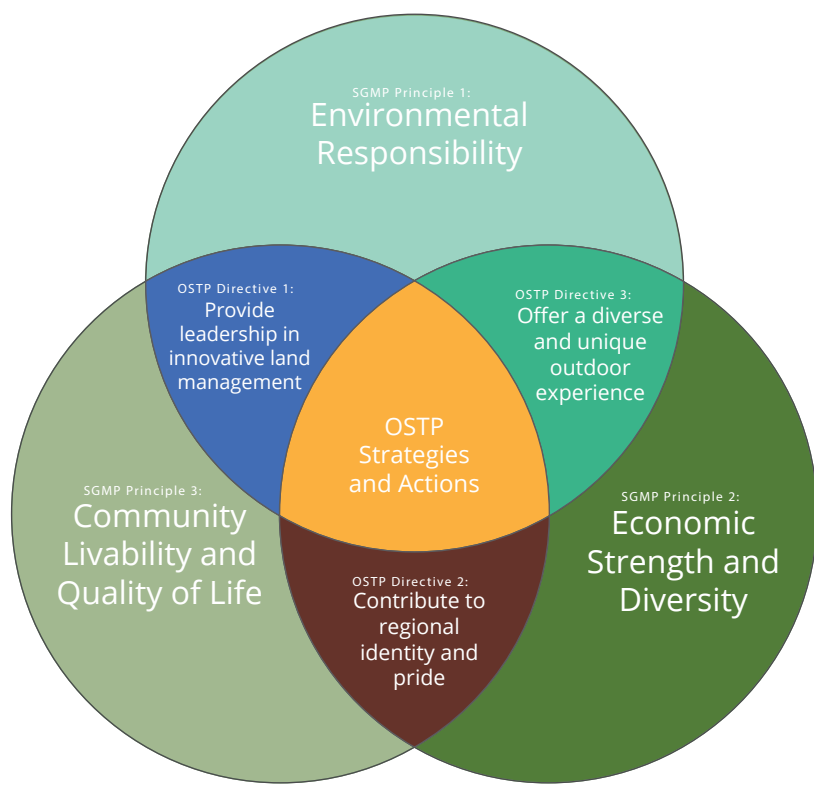 SGMP Principle 1:
Environmental
Responsibility
OSTP Directive 1:
Provide
leadership in
innovative land
management
OSTP Directive 3:
Offer a diverse
and unique
outdoor
experience
OSTP
Strategies
and Actions
SGMP Principle 3:
Community
Livability and
Quality of Life
SGMP Principle 2:
Economic
Strength and
Diversity
OSTP Directive 2:
Contribute to
regional
identity and
pride